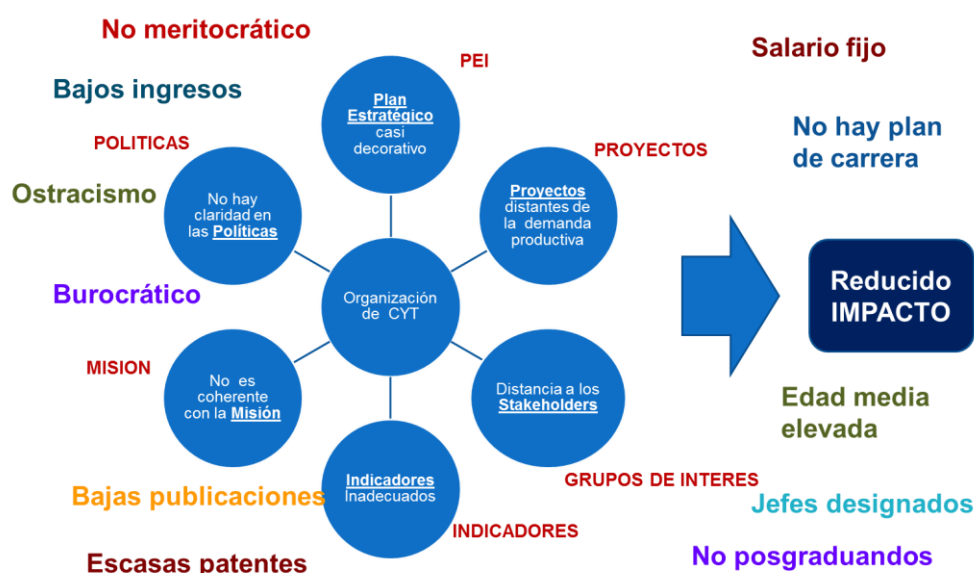 No meritocrático
Salario fijo
PEI
Bajos ingresos
Plan
Estratégico
casi
decorativo
No hay plan
de carrera
POLITICAS
PROYECTOS
Ostracismo
No hay
claridad en
las Políticas
Proyectos
distantes de
la demanda
productiva
Burocrático
Organización
de CYT
Reducido
IMPACTO
MISION
No es
coherente
con la Misión
Distancia a los
Stakeholders
Edad media
elevada
Bajas publicaciones
Indicadores
Inadecuados
GRUPOS DE INTERES
Jefes designados
INDICADORES
Escasas patentes
No posgraduandos